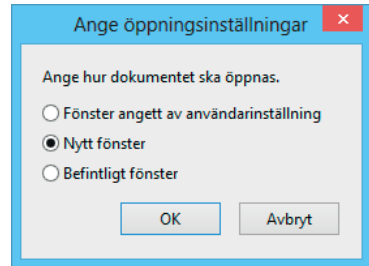 Ange öppningsinställningar
Ange hur dokumentet ska öppnas.
Fönster angett av användarinställning
Nytt fönster
Befintligt fönster
OK
Avbryt